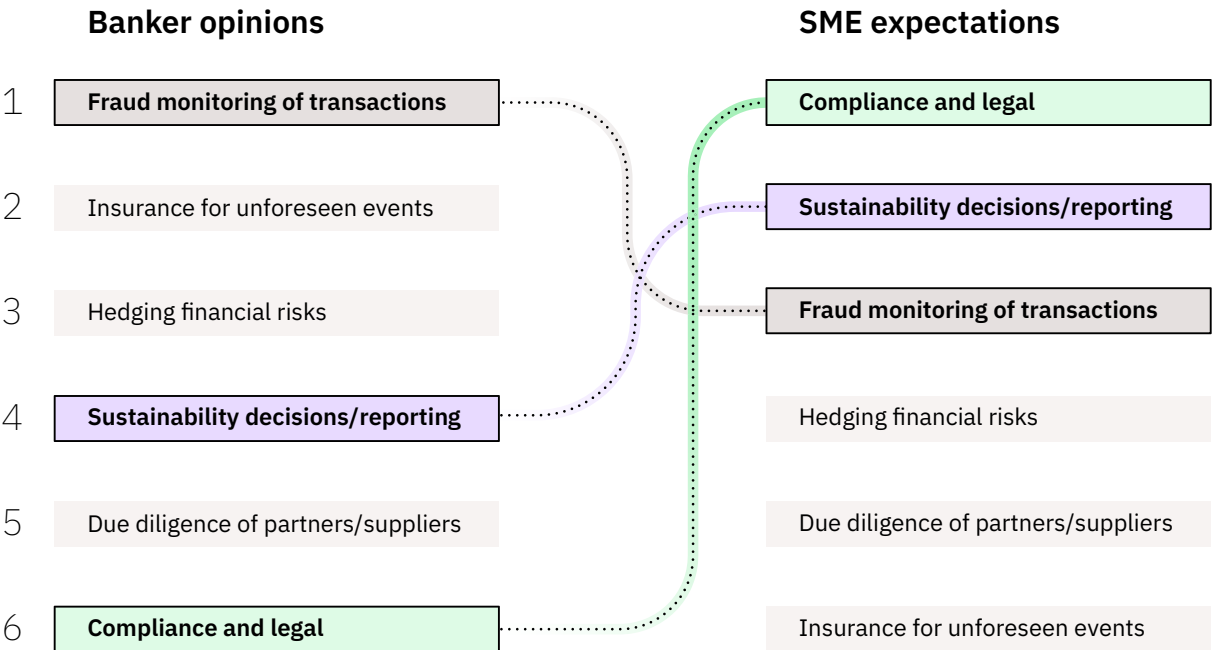 Banker opinions
SME expectations
1
Fraud monitoring of transactions
Compliance and legal
2
Insurance for unforeseen events
Sustainability decisions/reporting
3
Hedging financial risks
Fraud monitoring of transactions
4
Sustainability decisions/reporting
Hedging financial risks
5
Due diligence of partners/suppliers
Due diligence of partners/suppliers
6
Compliance and legal
Insurance for unforeseen events